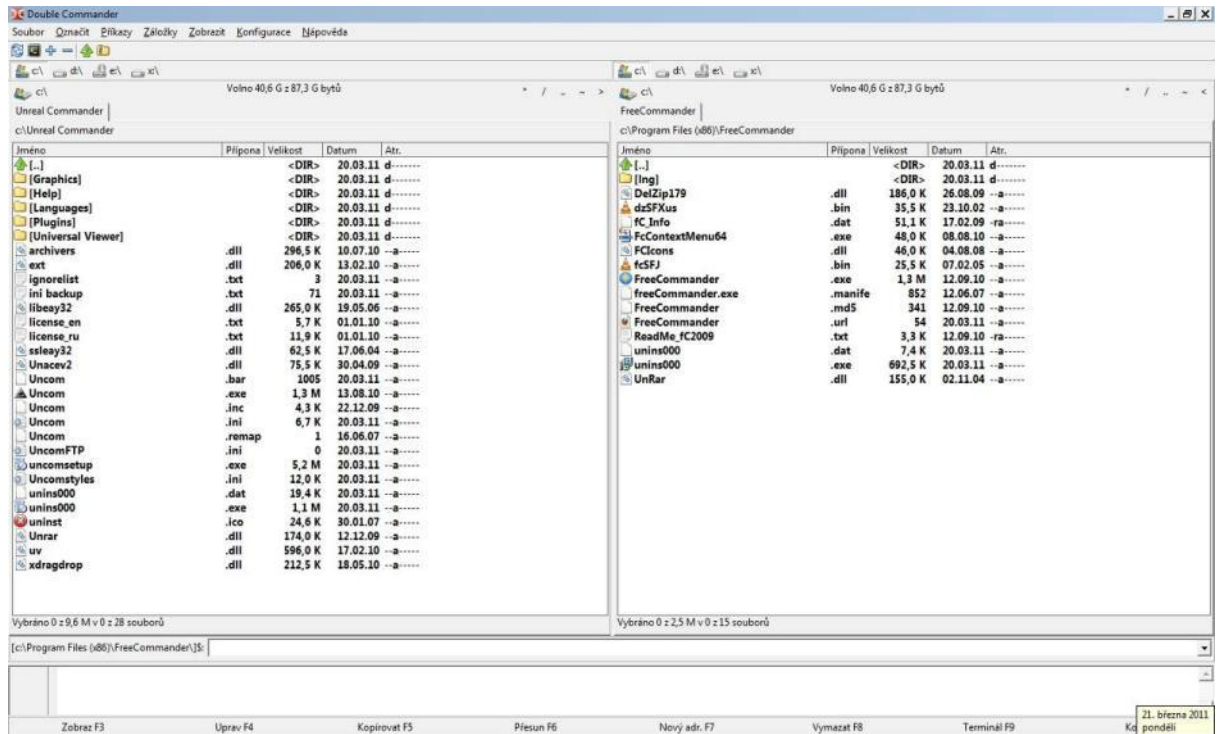 Double Commander
Soubor Označit Příkazy Záložky Zobrazit Konfigurace Nápověda
c:\ d:\ e:\ x:\
c:\ Volno 40,6 G z 87,3 G bytů * / .. ~ >
Unreal Commander
c:\Unreal Commander
Jméno Přípona Velikost Datum Atr.
[..] <DIR> 20.03.11 d-------
[Graphics] <DIR> 20.03.11 d-------
[Help] <DIR> 20.03.11 d-------
[Languages] <DIR> 20.03.11 d-------
[Plugins] <DIR> 20.03.11 d-------
[Universal Viewer] <DIR> 20.03.11 d-------
archivers .dll 296,5 K 10.07.10 --a-----
ext .dll 206,0 K 13.02.10 --a-----
ignorelist .txt 3 20.03.11 --a-----
ini backup .txt 71 20.03.11 --a-----
libeay32 .dll 265,0 K 19.05.06 --a-----
license_en .txt 5,7 K 01.01.10 --a-----
license_ru .txt 11,9 K 01.01.10 --a-----
ssleay32 .dll 62,5 K 17.06.04 --a-----
Unacev2 .dll 75,5 K 30.04.09 --a-----
Uncom .bar 1005 20.03.11 --a-----
Uncom .exe 1,3 M 13.08.10 --a-----
Uncom .inc 4,3 K 22.12.09 --a-----
Uncom .ini 6,7 K 20.03.11 --a-----
Uncom .remap 1 16.06.07 --a-----
UncomFTP .ini 0 20.03.11 --a-----
uncomsetup .exe 5,2 M 20.03.11 --a-----
Uncomstyles .ini 12,0 K 20.03.11 --a-----
unins000 .dat 19,4 K 20.03.11 --a-----
unins000 .exe 1,1 M 20.03.11 --a-----
uninst .ico 24,6 K 30.01.07 --a-----
Unrar .dll 174,0 K 12.12.09 --a-----
uv .dll 596,0 K 17.02.10 --a-----
xdragdrop .dll 212,5 K 18.05.10 --a-----
Vybráno 0 z 9,6 M v 0 z 28 souborů
c:\ d:\ e:\ x:\
c:\ Volno 40,6 G z 87,3 G bytů * / .. ~ <
FreeCommander
c:\Program Files (x86)\FreeCommander
Jméno Přípona Velikost Datum Atr.
[..] <DIR> 20.03.11 d-------
[lng] <DIR> 20.03.11 d-------
DelZip179 .dll 186,0 K 26.08.09 --a-----
dzSFXus .bin 35,5 K 23.10.02 --a-----
fC_Info .dat 51,1 K 17.02.09 -ra-----
FcContextMenu64 .exe 48,0 K 08.08.10 --a-----
FCIcons .dll 46,0 K 04.08.08 --a-----
fcSFJ .bin 25,5 K 07.02.05 --a-----
FreeCommander .exe 1,3 M 12.09.10 --a-----
freeCommander.exe .manife 852 12.06.07 --a-----
FreeCommander .md5 341 12.09.10 --a-----
FreeCommander .url 54 20.03.11 --a-----
ReadMe_fC2009 .txt 3,3 K 12.09.10 -ra-----
unins000 .dat 7,4 K 20.03.11 --a-----
unins000 .exe 692,5 K 20.03.11 --a-----
UnRar .dll 155,0 K 02.11.04 --a-----
Vybráno 0 z 2,5 M v 0 z 15 souborů
[c:\Program Files (x86)\FreeCommander\]$:
Zobraz F3 Uprav F4 Kopírovat F5 Přesun F6 Nový adr. F7 Vymazat F8 Terminál F9
21. března 2011
pondělí